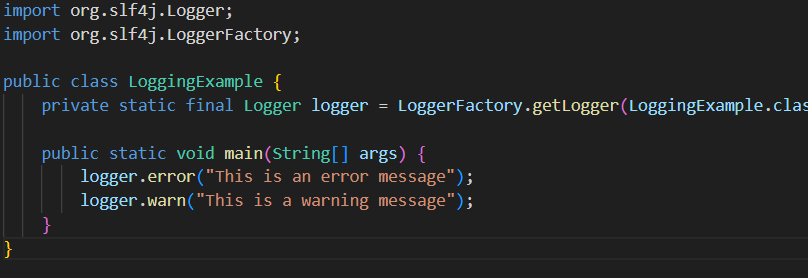 import org.slf4j.Logger;
import org.slf4j.LoggerFactory;
public class LoggingExample {
private static final Logger logger = LoggerFactory.getLogger(LoggingExample.clas
public static void main(String[] args) {
logger.error("This is an error message");
logger.warn("This is a warning message");
}
}